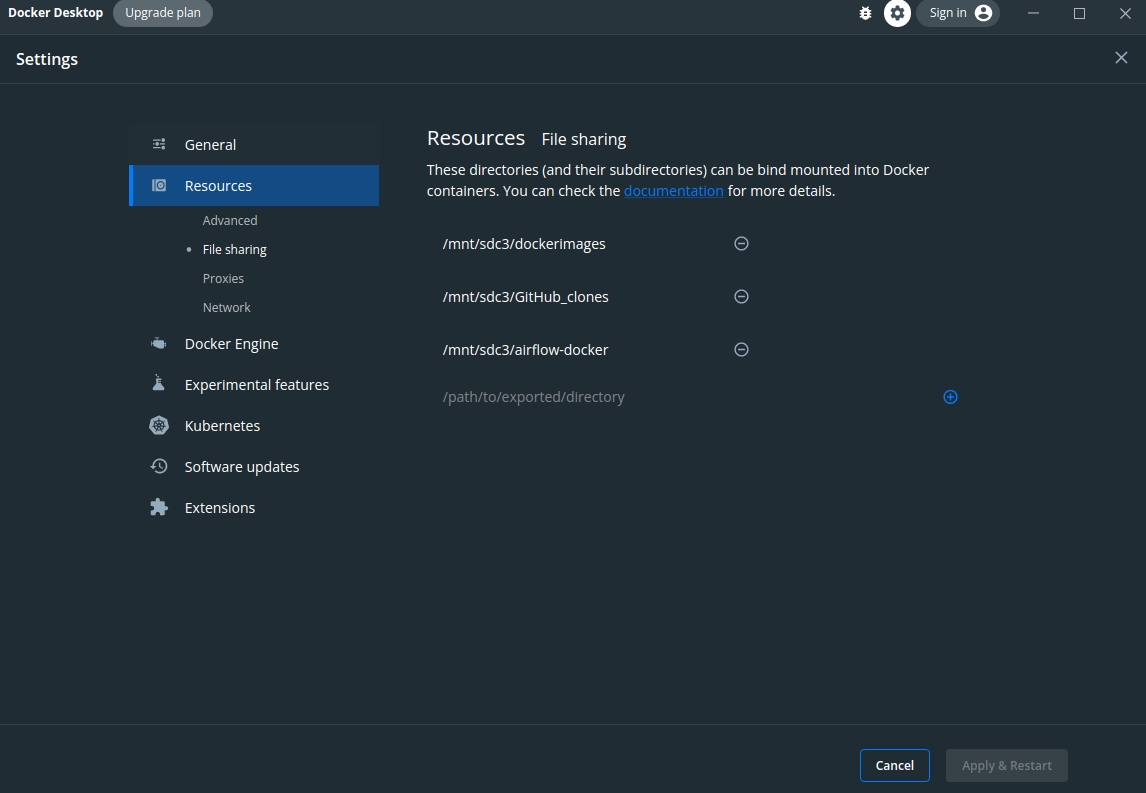 Docker Desktop Upgrade plan Sign in
Settings
General
Resources
Advanced
File sharing
Proxies
Network
Docker Engine
Experimental features
Kubernetes
Software updates
Extensions
Resources File sharing
These directories (and their subdirectories) can be bind mounted into Docker
containers. You can check the documentation for more details.
/mnt/sdc3/dockerimages
/mnt/sdc3/GitHub_clones
/mnt/sdc3/airflow-docker
/path/to/exported/directory
Cancel Apply & Restart